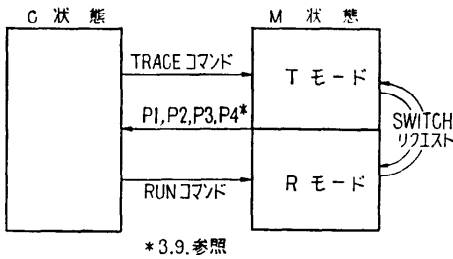 C 状 態
M 状 態
TRACE コマンド
T モ ー ド
P1, P2, P3, P4*
SWITCH
リクエスト
R モ ー ド
RUN コマンド
*3.9.参照